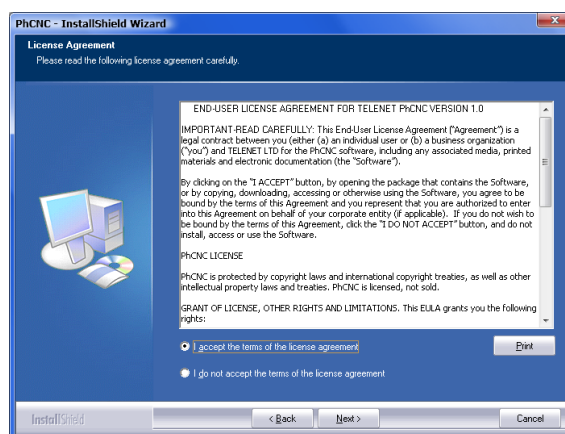 PhCNC - InstallShield Wizard
License Agreement
Please read the following license agreement carefully.
END-USER LICENSE AGREEMENT FOR TELENET PhCNC VERSION 1.0
IMPORTANT-READ CAREFULLY: This End-User License Agreement ("Agreement") is a
legal contract between you (either (a) an individual user or (b) a business organization
("you") and TELENET LTD for the PhCNC software, including any associated media, printed
materials and electronic documentation (the "Software").
By clicking on the "I ACCEPT" button, by opening the package that contains the Software,
or by copying, downloading, accessing or otherwise using the Software, you agree to be
bound by the terms of this Agreement and you represent that you are authorized to enter
into this Agreement on behalf of your corporate entity (if applicable). If you do not wish to
be bound by the terms of this Agreement, click the "I DO NOT ACCEPT" button, and do not
install, access or use the Software.
PhCNC LICENSE
PhCNC is protected by copyright laws and international copyright treaties, as well as other
intellectual property laws and treaties. PhCNC is licensed, not sold.
GRANT OF LICENSE, OTHER RIGHTS AND LIMITATIONS. This EULA grants you the following
rights:
I accept the terms of the license agreement
Print
I do not accept the terms of the license agreement
InstallShield
< Back
Next >
Cancel